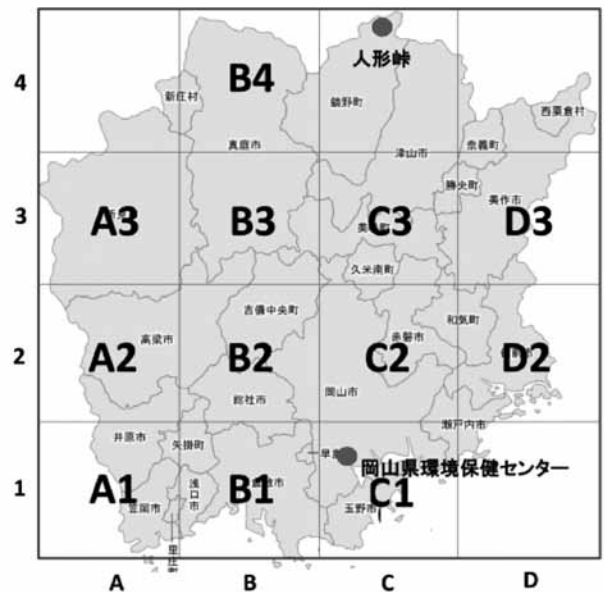 人形峠
4
B4
新庄村
鏡野町
西粟倉村
真庭市
津山市
奈義町
勝央町
美作市
3
A3
B3
C3
D3
久米南町
吉備中央町
和気町
高梁市
赤磐市
2
A2
B2
C2
D2
総社市
岡山市
瀬戸内市
井原市
矢掛町
早島
岡山県環境保健センター
1
A1
B1
C1
浅口市
笠岡市
玉野市
里庄町
A
B
C
D